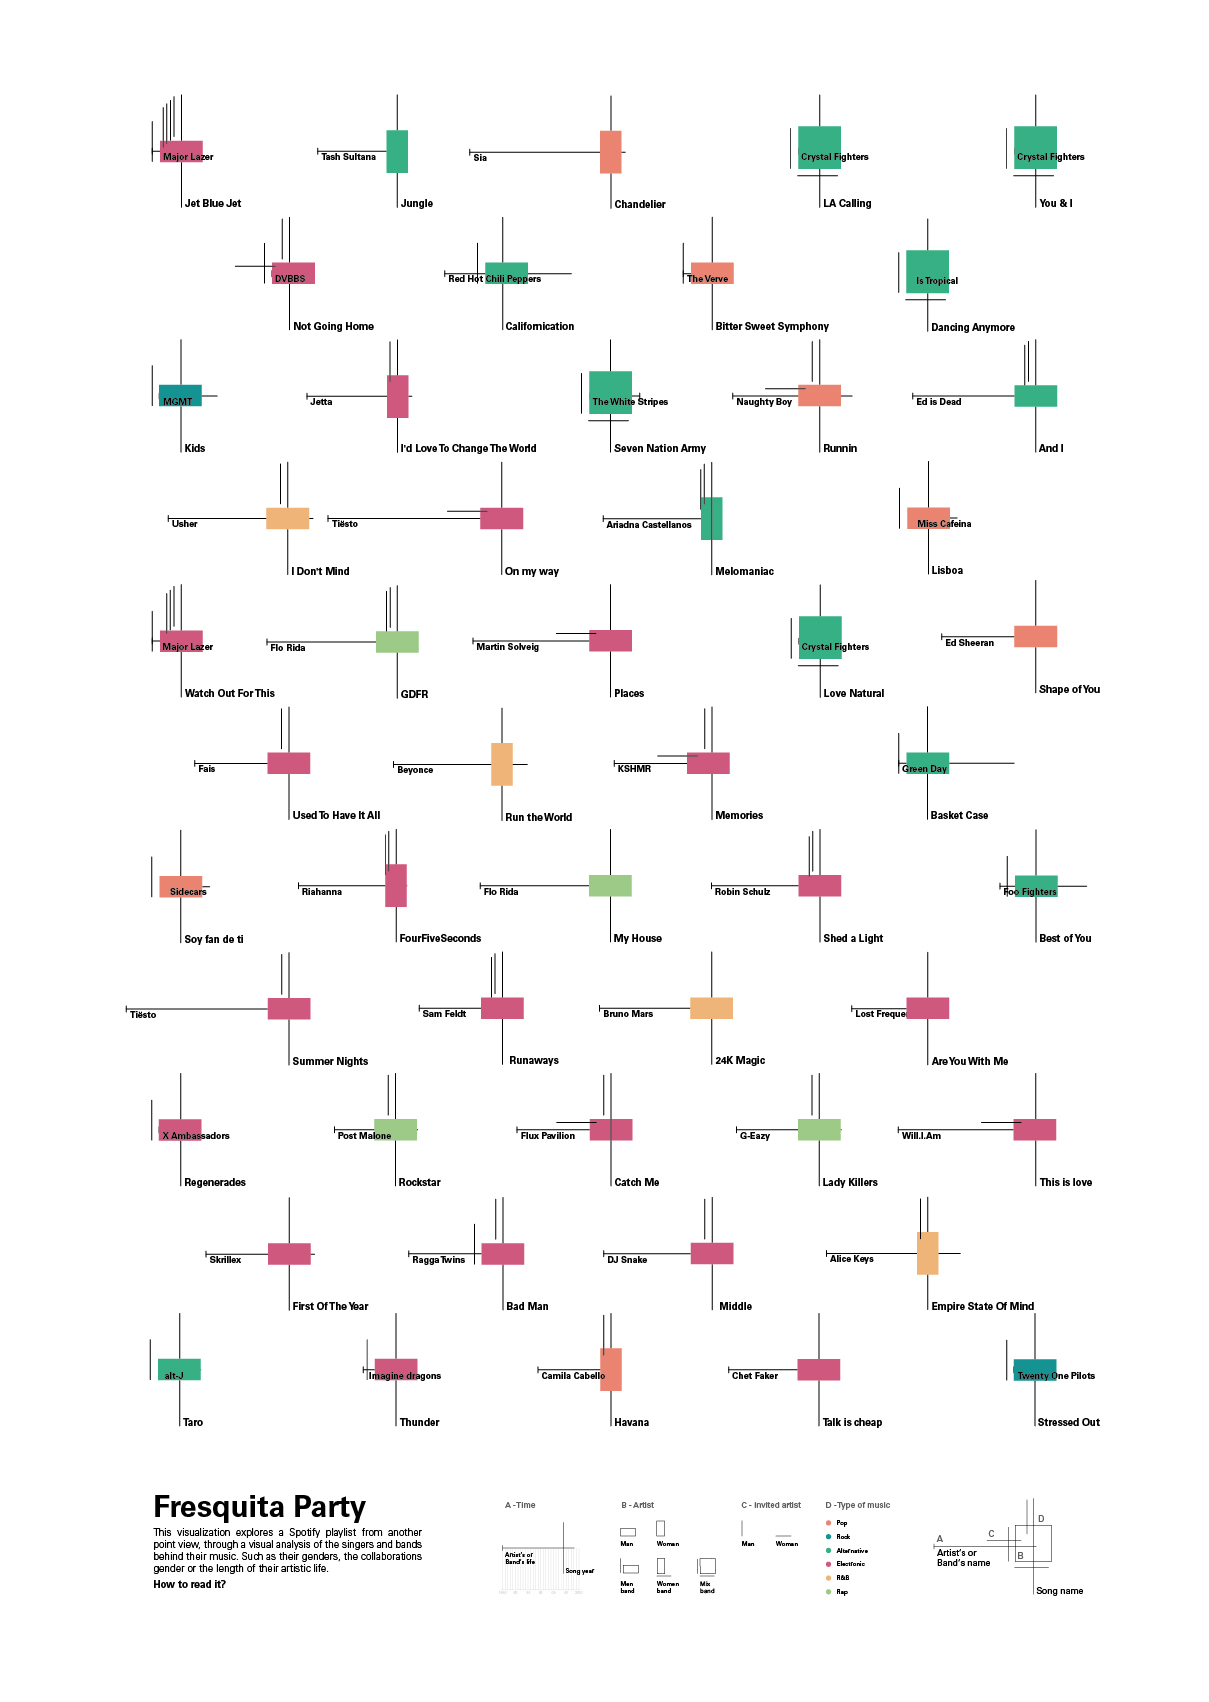 Major Lazer
Jet Blue Jet
Tash Sultana
Jungle
Sia
Chandelier
Crystal Fighters
LA Calling
Crystal Fighters
You & I
DVBBS
Not Going Home
Red Hot Chili Peppers
Californication
The Verve
Bitter Sweet Symphony
Is Tropical
Dancing Anymore
MGMT
Kids
Jetta
I'd Love To Change The World
The White Stripes
Seven Nation Army
Naughty Boy
Runnin
Ed is Dead
And I
Usher
I Don't Mind
Tiësto
On my way
Ariadna Castellanos
Melomaniac
Miss Cafeina
Lisboa
Major Lazer
Watch Out For This
Flo Rida
GDFR
Martin Solveig
Places
Crystal Fighters
Love Natural
Ed Sheeran
Shape of You
Fais
Used To Have It All
Beyonce
Run the World
KSHMR
Memories
Green Day
Basket Case
Sidecars
Soy fan de ti
Riahanna
FourFiveSeconds
Flo Rida
My House
Robin Schulz
Shed a Light
Foo Fighters
Best of You
Tiësto
Summer Nights
Sam Feldt
Runaways
Bruno Mars
24K Magic
Lost Freque
Are You With Me
X Ambassadors
Regenerades
Post Malone
Rockstar
Flux Pavilion
Catch Me
G-Eazy
Lady Killers
Will.I.Am
This is love
Skrillex
First Of The Year
Ragga Twins
Bad Man
DJ Snake
Middle
Alice Keys
Empire State Of Mind
alt-J
Taro
Imagine dragons
Thunder
Camila Cabello
Havana
Chet Faker
Talk is cheap
Twenty One Pilots
Stressed Out
Fresquita Party
This visualization explores a Spotify playlist from another
point view, through a visual analysis of the singers and bands
behind their music. Such as their genders, the collaborations
gender or the length of their artistic life.
How to read it?
A - Time
Artist's or
Band's life
Song year
B - Artist
Man
Woman
Men
band
Women
band
Mix
band
C - Invited artist
Man
Woman
D - Type of music
Pop
Rock
Alternative
Electronic
R&B
Rap
D
A
C
B
Artist's or
Band's name
Song name